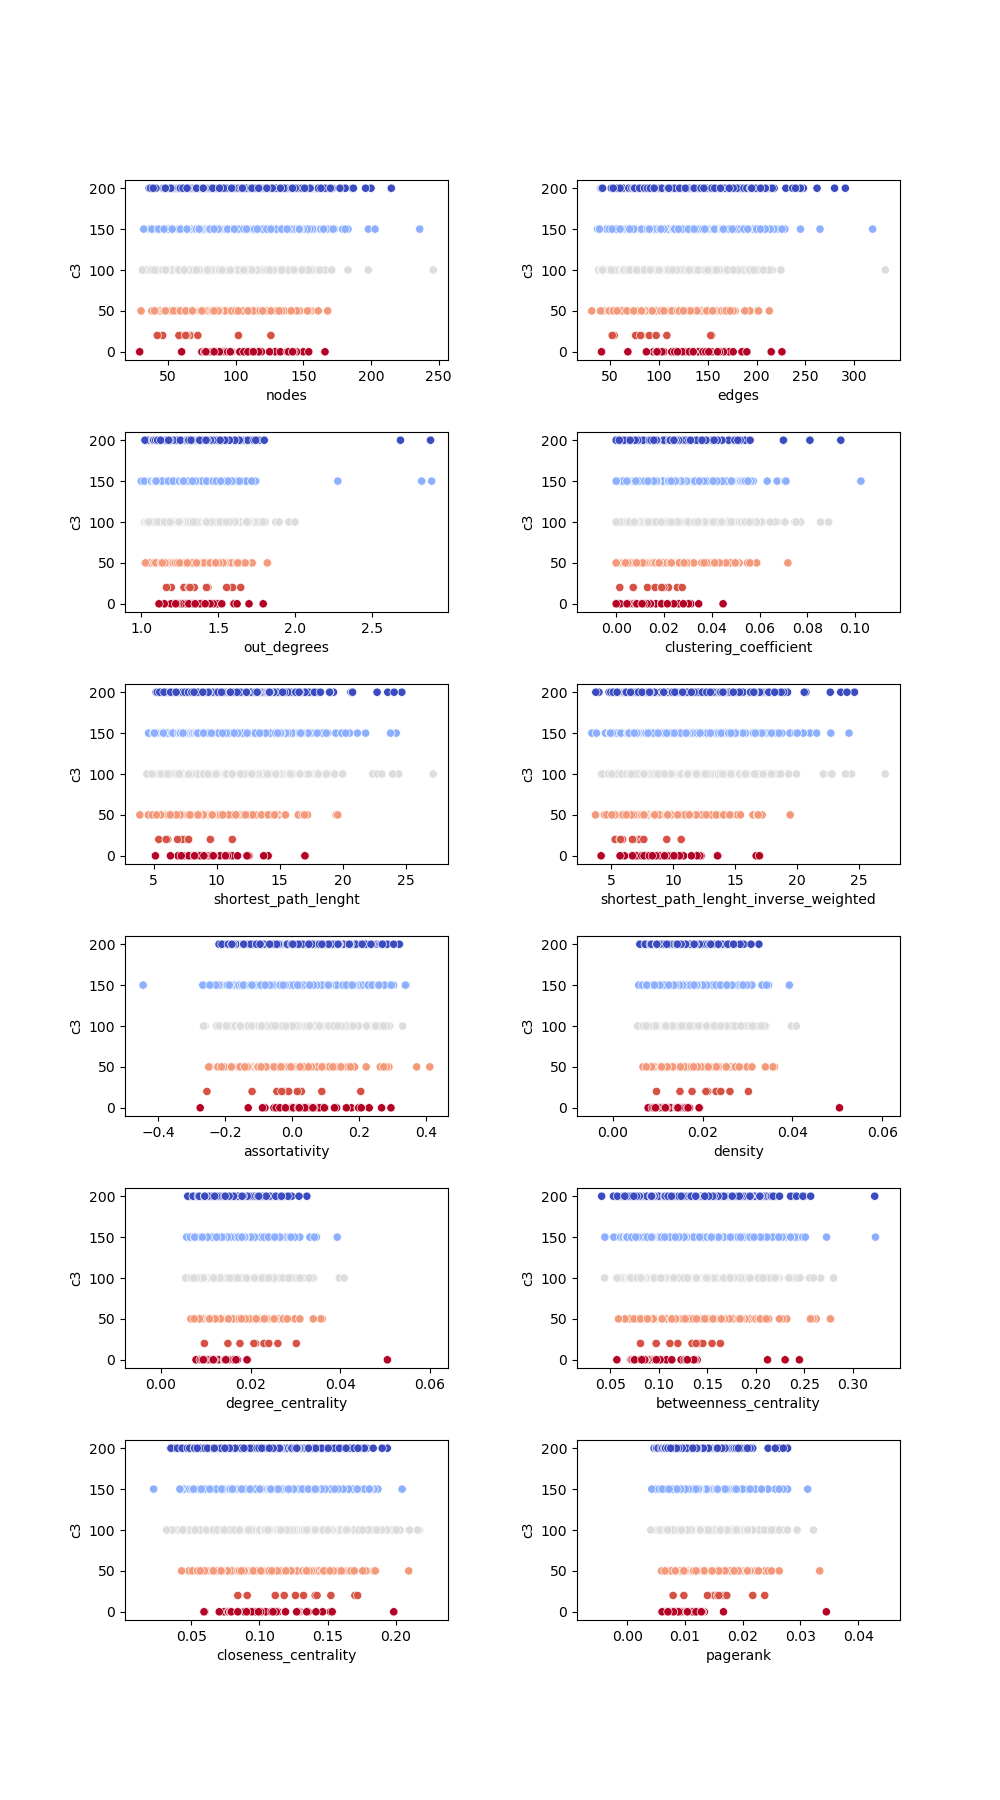 200
150
100
50
0
c3
50 100 150 200 250
nodes
200
150
100
50
0
c3
50 100 150 200 250 300
edges
200
150
100
50
0
c3
1.0 1.5 2.0 2.5
out_degrees
200
150
100
50
0
c3
0.00 0.02 0.04 0.06 0.08 0.10
clustering_coefficient
200
150
100
50
0
c3
5 10 15 20 25
shortest_path_lenght
200
150
100
50
0
c3
5 10 15 20 25
shortest_path_lenght_inverse_weighted
200
150
100
50
0
c3
−0.4 −0.2 0.0 0.2 0.4
assortativity
200
150
100
50
0
c3
0.00 0.02 0.04 0.06
density
200
150
100
50
0
c3
0.00 0.02 0.04 0.06
degree_centrality
200
150
100
50
0
c3
0.05 0.10 0.15 0.20 0.25 0.30
betweenness_centrality
200
150
100
50
0
c3
0.05 0.10 0.15 0.20
closeness_centrality
200
150
100
50
0
c3
0.00 0.01 0.02 0.03 0.04
pagerank